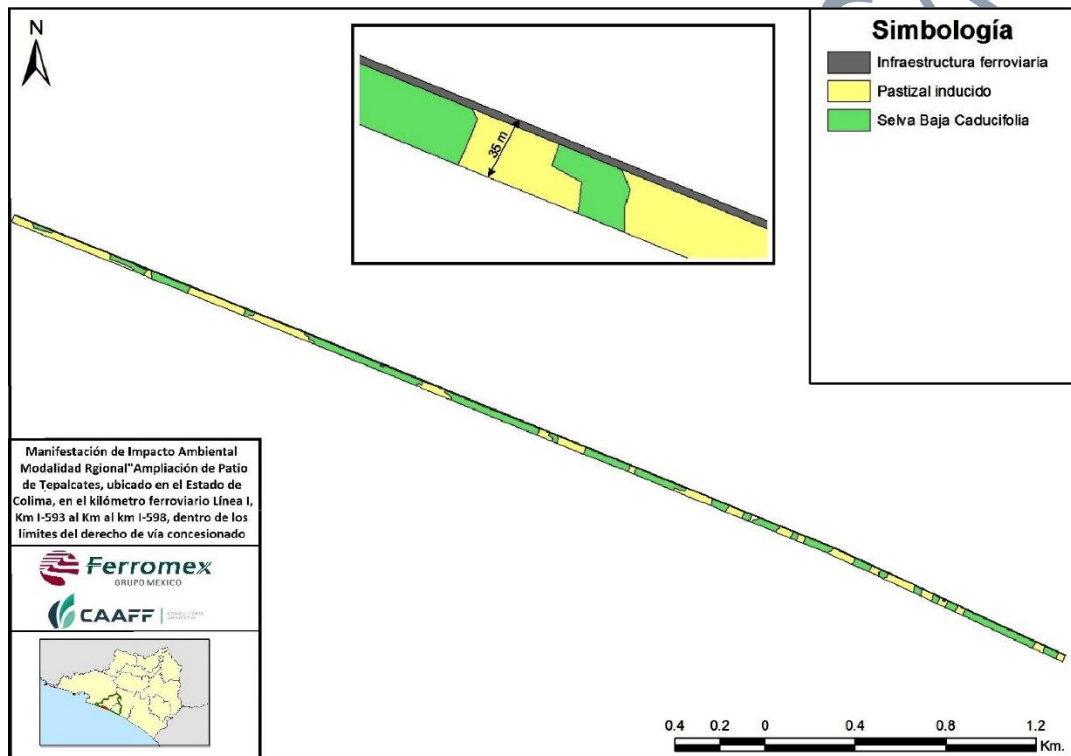 N
35 m
Simbología
Infraestructura ferroviaria
Pastizal inducido
Selva Baja Caducifolia
Manifestación de Impacto Ambiental
Modalidad Rgional"Ampliación de Patio
de Tepalcates, ubicado en el Estado de
Colima, en el kilómetro ferroviario Línea I,
Km I-593 al Km al km I-598, dentro de los
límites del derecho de vía concesionado
Ferromex
GRUPO MEXICO
CAAFF
CONSULTORÍA
AMBIENTAL
0.4 0.2 0 0.4 0.8 1.2
Km.